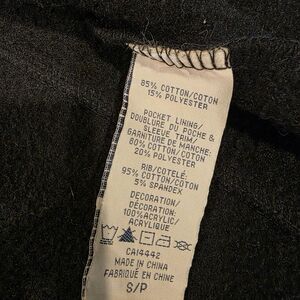 85% COTTON/COTON
15% POLYESTER
POCKET LINING/
DOUBLURE DU POCHE &
SLEEVE TRIM/
GARNITURE DE MANCHE:
80% COTTON/COTON
20% POLYESTER
RIB/COTELÉ:
95% COTTON/COTON
5% SPANDEX
DECORATION/
DÉCORATION:
100% ACRYLIC/
ACRYLIQUE
CA14442
MADE IN CHINA
FABRIQUÉ EN CHINE
S/P